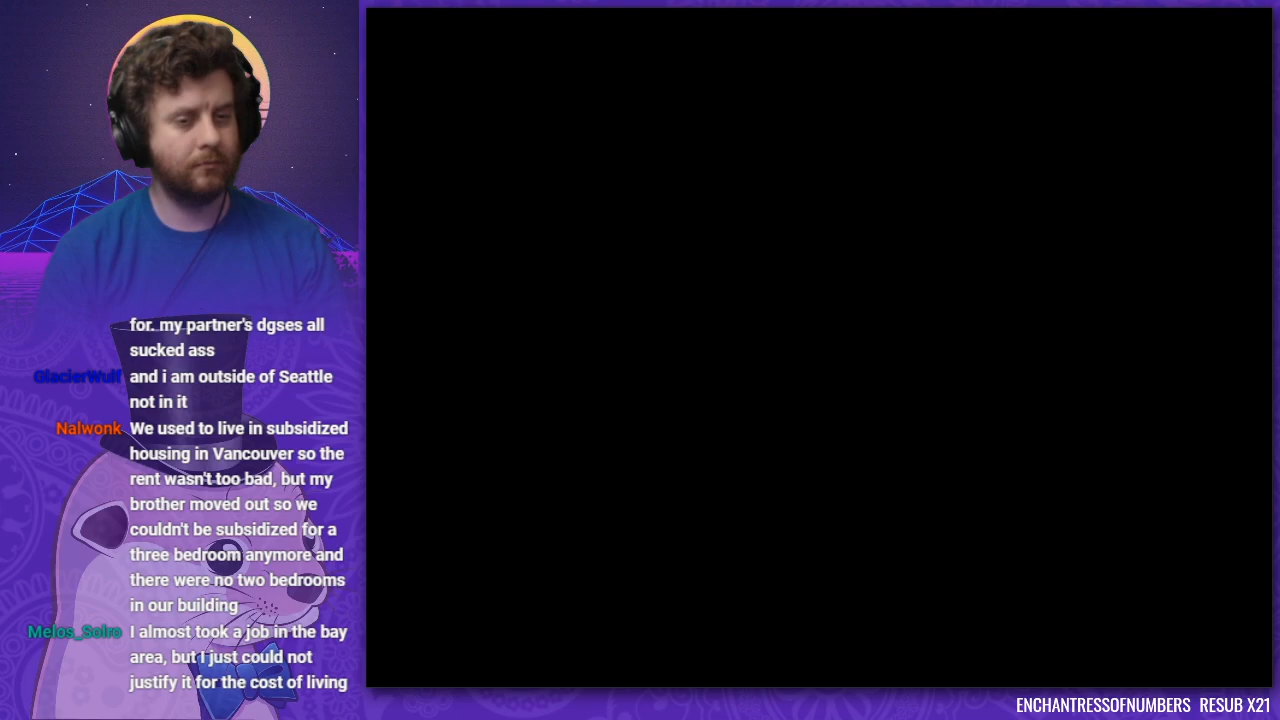 for. my partner's dgses all
sucked ass
GlacierWulf and i am outside of Seattle
not in it
Nalwonk We used to live in subsidized
housing in Vancouver so the
rent wasn't too bad, but my
brother moved out so we
couldn't be subsidized for a
three bedroom anymore and
there were no two bedrooms
in our building
Melos_Solro I almost took a job in the bay
area, but I just could not
justify it for the cost of living
ENCHANTRESSOFNUMBERS RESUB X21